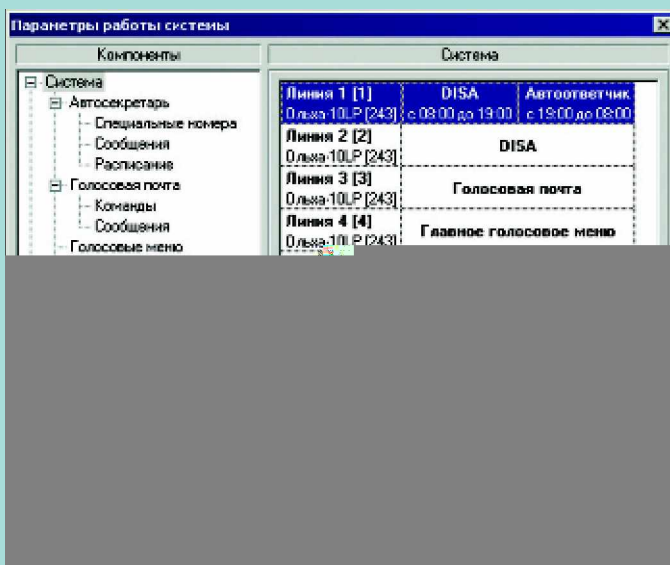 Параметры работы системы
Компоненты
Система
Система
Автосекретарь
Специальные номера
Сообщения
Расписание
Голосовая почта
Команды
Сообщения
Голосовые меню
Линия 1 [1] DISA Автоответчик
Ольха-10LP [243] с 08:00 до 19:00 с 19:00 до 08:00
Линия 2 [2]
Ольха-10LP [243]
DISA
Линия 3 [3]
Ольха-10LP [243]
Голосовая почта
Линия 4 [4]
Ольха-10LP [243]
Главное голосовое меню